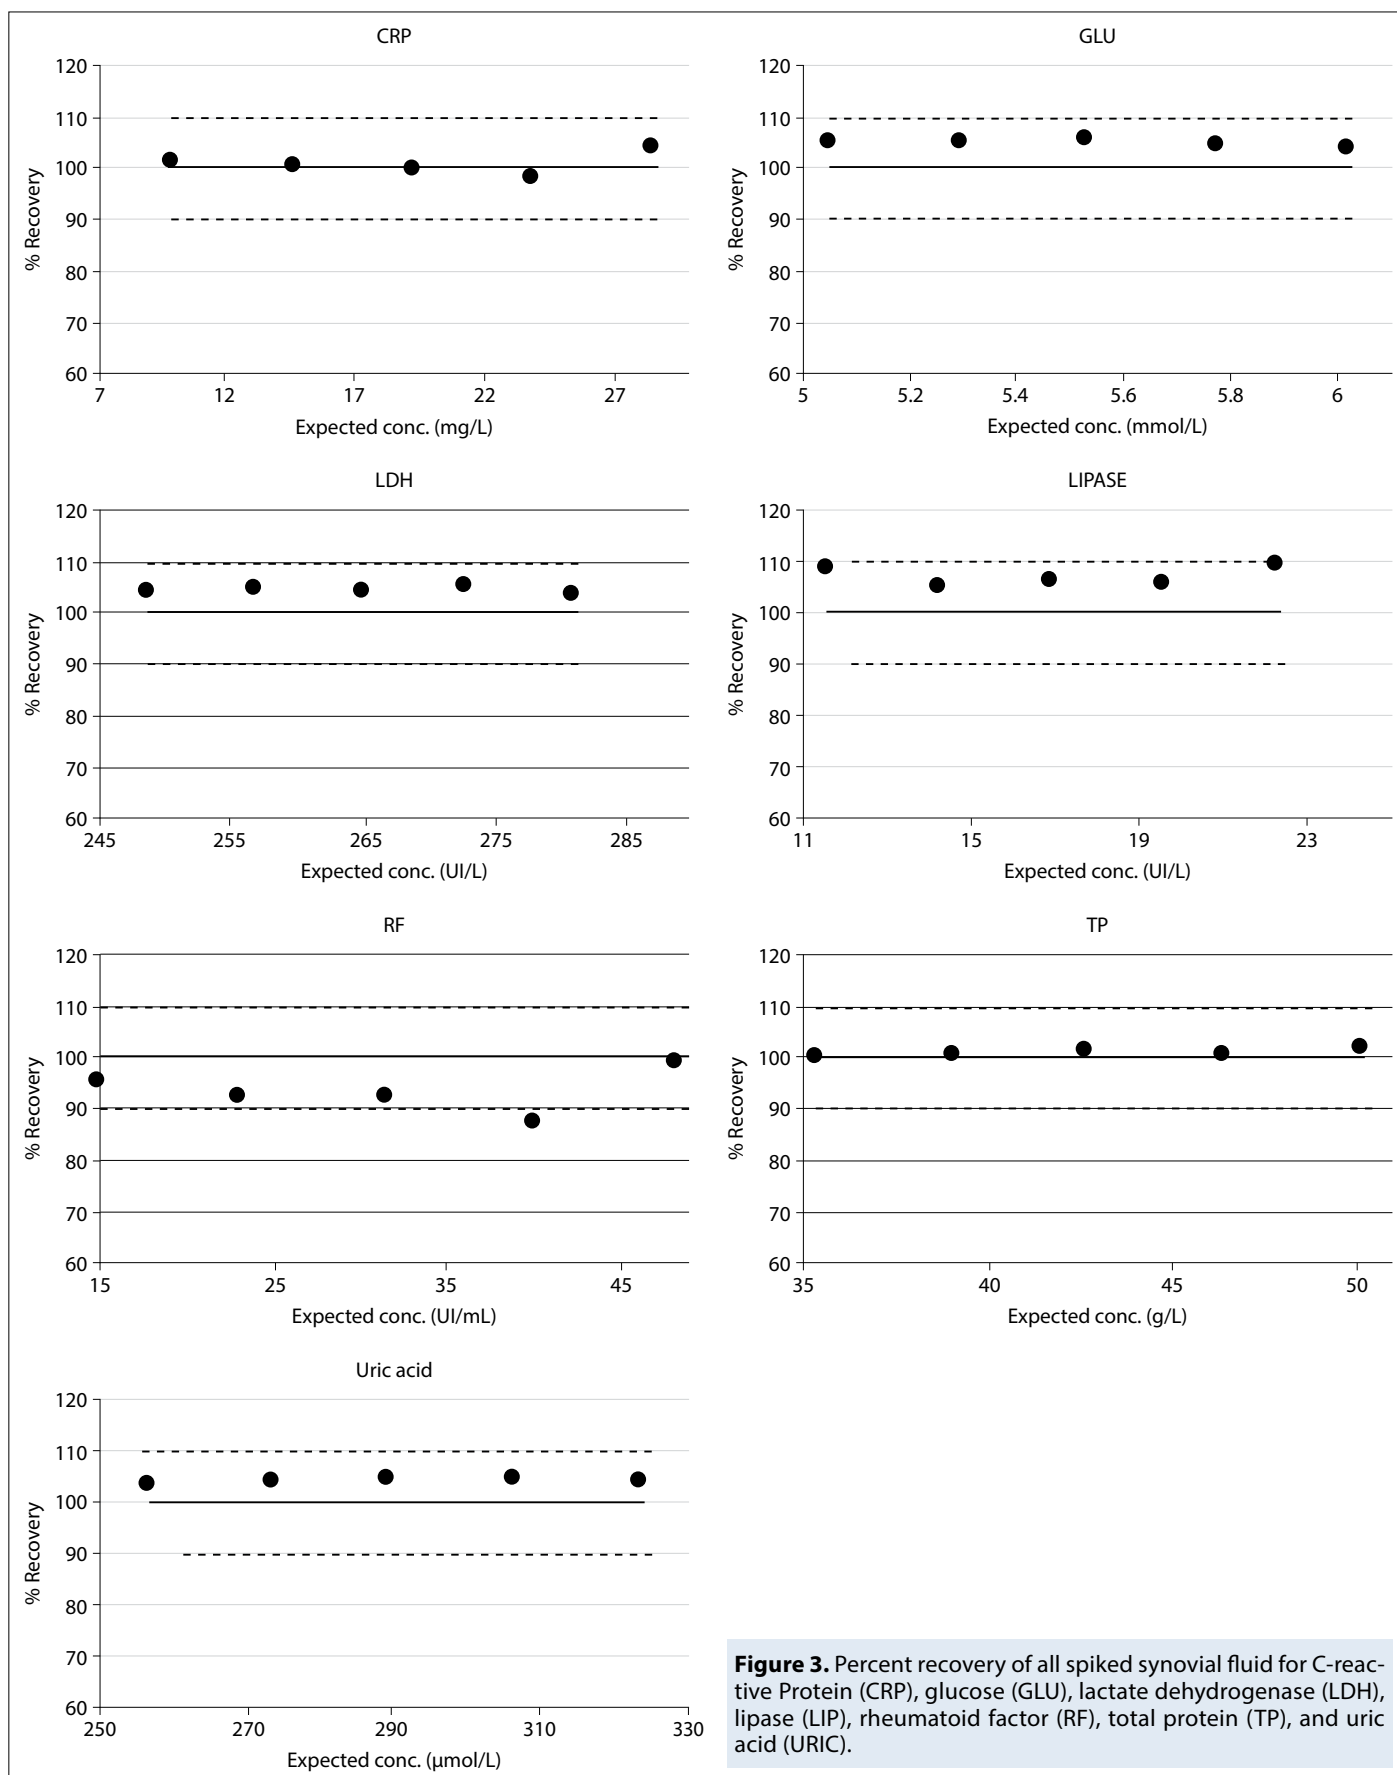 CRP
120
110
100
90
80
70
60
% Recovery
7 12 17 22 27
Expected conc. (mg/L)
GLU
120
110
100
90
80
70
60
% Recovery
5 5.2 5.4 5.6 5.8 6
Expected conc. (mmol/L)
LDH
120
110
100
90
80
70
60
% Recovery
245 255 265 275 285
Expected conc. (UI/L)
LIPASE
120
110
100
90
80
70
60
% Recovery
11 15 19 23
Expected conc. (UI/L)
RF
120
110
100
90
80
70
60
% Recovery
15 25 35 45
Expected conc. (UI/mL)
TP
120
110
100
90
80
70
60
% Recovery
35 40 45 50
Expected conc. (g/L)
Uric acid
120
110
100
90
80
70
60
% Recovery
250 270 290 310 330
Expected conc. (µmol/L)
Figure 3. Percent recovery of all spiked synovial fluid for C-reac-
tive Protein (CRP), glucose (GLU), lactate dehydrogenase (LDH),
lipase (LIP), rheumatoid factor (RF), total protein (TP), and uric
acid (URIC).